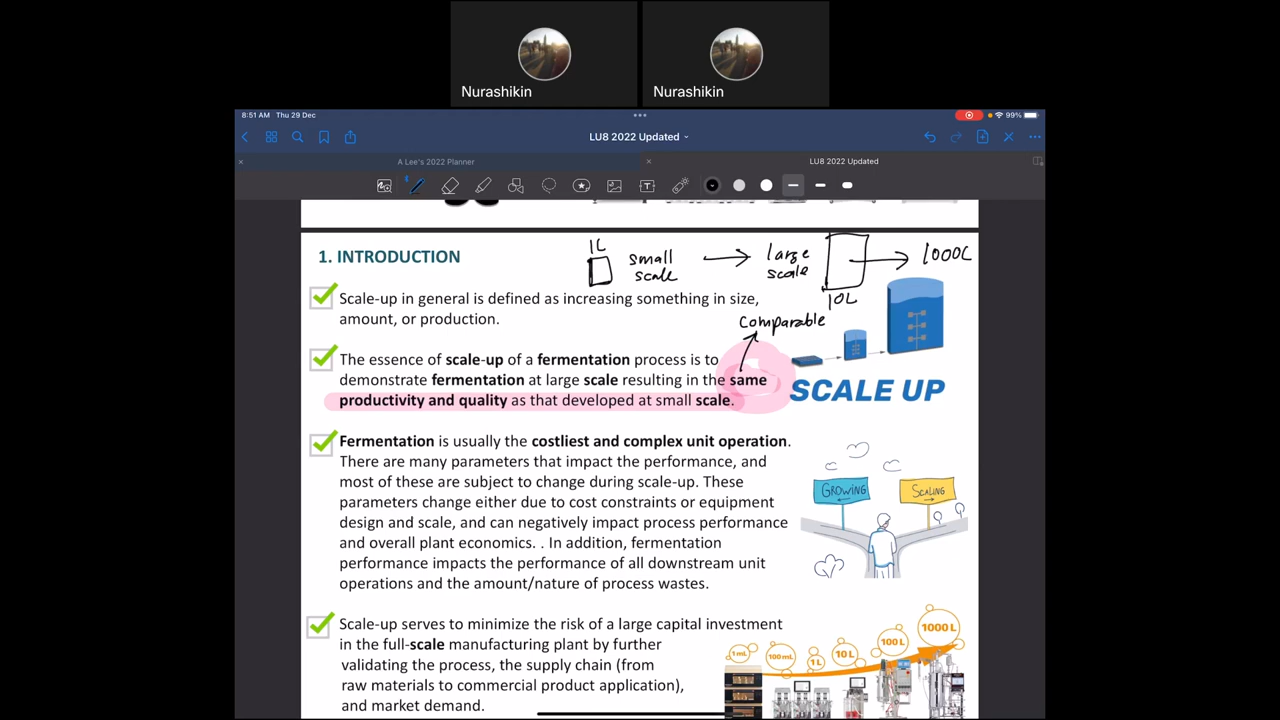 Nurashikin
Nurashikin
8:51 AM Thu 29 Dec
99%
LU8 2022 Updated
A Lee's 2022 Planner
LU8 2022 Updated
1. INTRODUCTION
1L
small
scale
large
scale
10L
1000L
Scale-up in general is defined as increasing something in size,
amount, or production.
Comparable
The essence of scale-up of a fermentation process is to
demonstrate fermentation at large scale resulting in the same
productivity and quality as that developed at small scale.
SCALE UP
Fermentation is usually the costliest and complex unit operation.
There are many parameters that impact the performance, and
most of these are subject to change during scale-up. These
parameters change either due to cost constraints or equipment
design and scale, and can negatively impact process performance
and overall plant economics. . In addition, fermentation
performance impacts the performance of all downstream unit
operations and the amount/nature of process wastes.
GROWING
SCALING
Scale-up serves to minimize the risk of a large capital investment
in the full-scale manufacturing plant by further
validating the process, the supply chain (from
raw materials to commercial product application),
and market demand.
1 mL
100 mL
1 L
10 L
100 L
1000 L